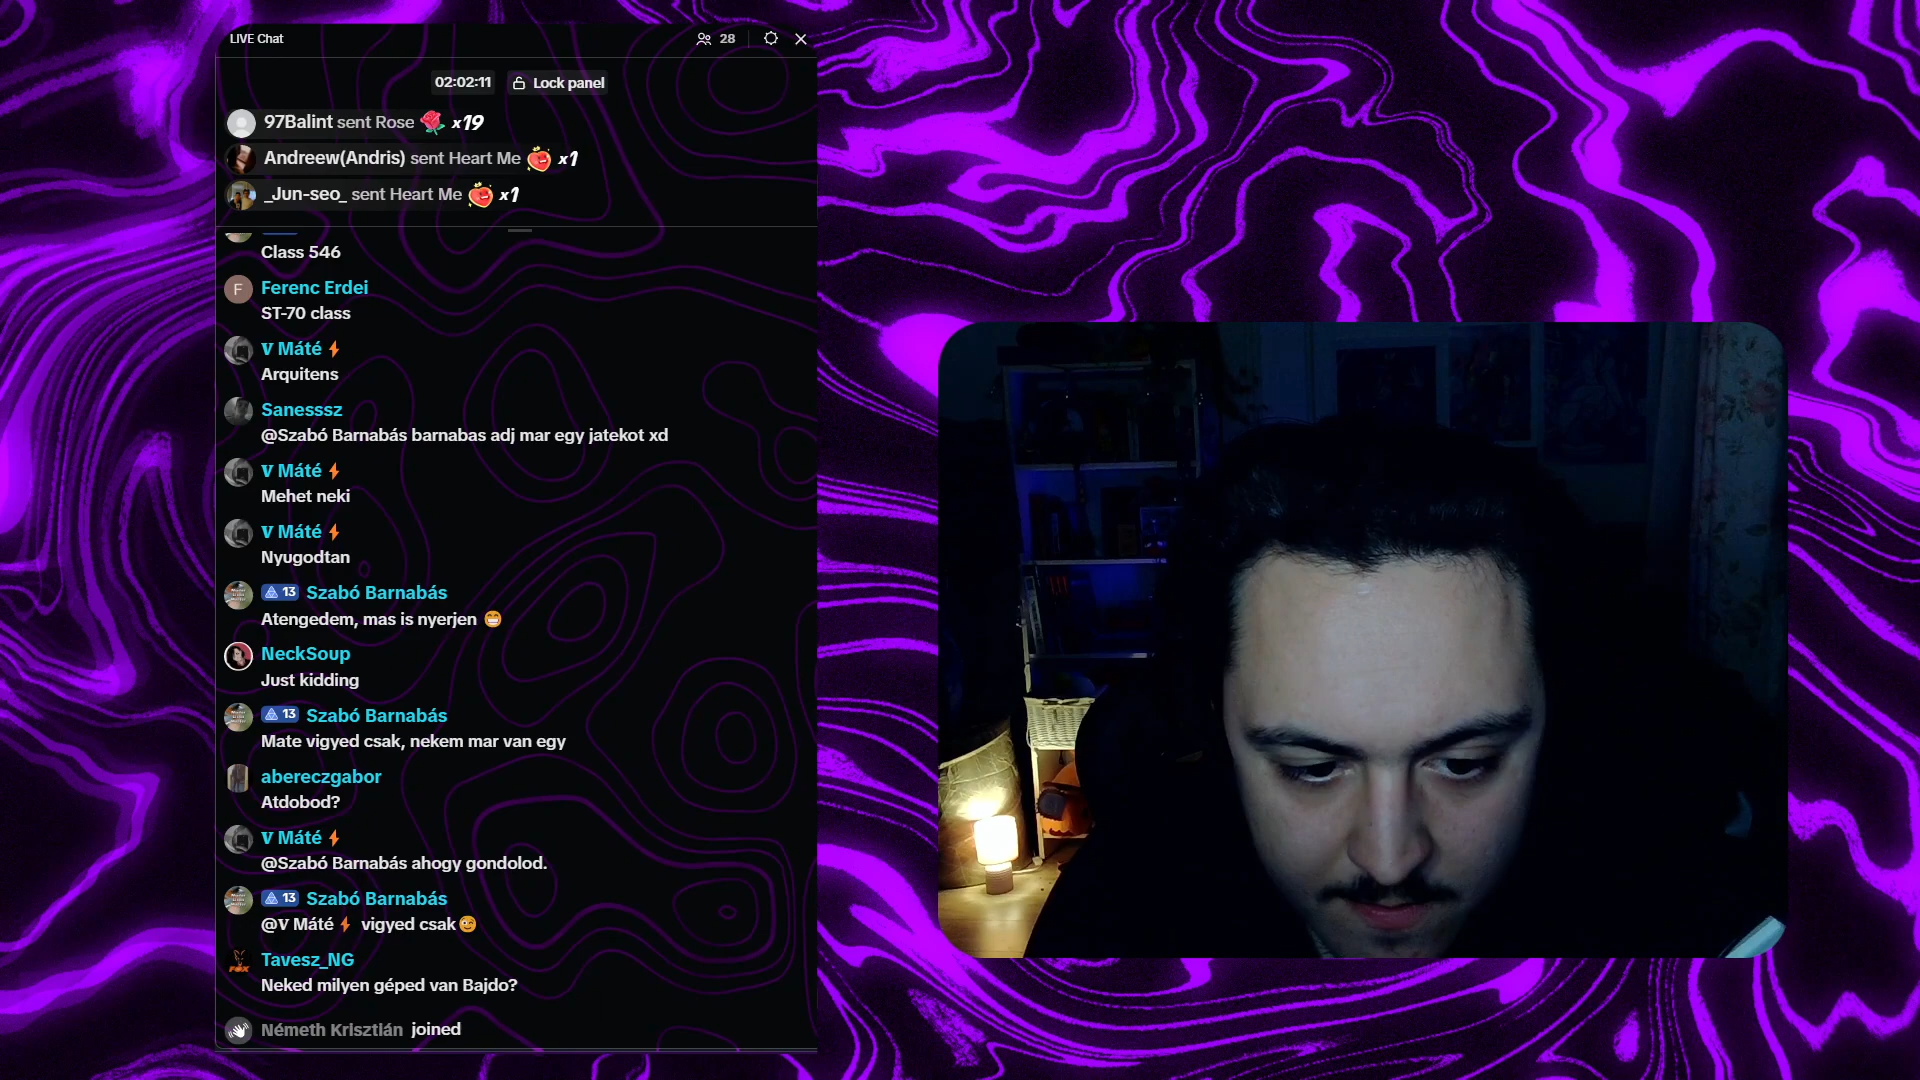 LIVE Chat 28
02:02:11 Lock panel
97Balint sent Rose x19
Andreew(Andris) sent Heart Me x1
_Jun-seo_ sent Heart Me x1
Class 546
F Ferenc Erdei
ST-70 class
V Máté⚡
Arquitens
Sanesssz
@Szabó Barnabás barnabas adj mar egy jatekot xd
V Máté⚡
Mehet neki
V Máté⚡
Nyugodtan
13 Szabó Barnabás
Atengedem, mas is nyerjen 😁
NeckSoup
Just kidding
13 Szabó Barnabás
Mate vigyed csak, nekem mar van egy
abereczgabor
Atdobod?
V Máté⚡
@Szabó Barnabás ahogy gondolod.
13 Szabó Barnabás
@V Máté⚡ vigyed csak😉
FOX Tavesz_NG
Neked milyen géped van Bajdo?
Németh Krisztián joined